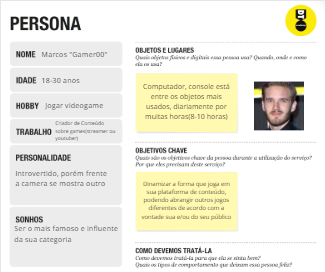 PERSONA
NOME Marcos "Gamer00"
IDADE 18-30 anos
HOBBY Jogar videogame
TRABALHO
Criador de Conteúdo
sobre games(streamer ou
youtuber)
PERSONALIDADE
Introvertido, porém frente
a camera se mostra outro
SONHOS
Ser o mais famoso e influente
da sua categoria
OBJETOS E LUGARES
Quais objetos físicos e digitais essa pessoa usa? Quando, onde e como
ela os usa?
Computador, console está
entre os objetos mais
usados, diariamente por
muitas horas(8-10 horas)
OBJETIVOS CHAVE
Quais são os objetivos chave da persona durante a utilização do serviço?
Por que eles precisam deste serviço?
Dinamizar a forma que joga em
sua plataforma de conteúdo,
podendo abranger outros jogos
diferentes de acordo com a
vontade sua e/ou do seu público
COMO DEVEMOS TRATÁ-LA
Como devemos tratá-la para que ela se sinta bem?
Quais os tipos de comportamento que deixam essa pessoa feliz?